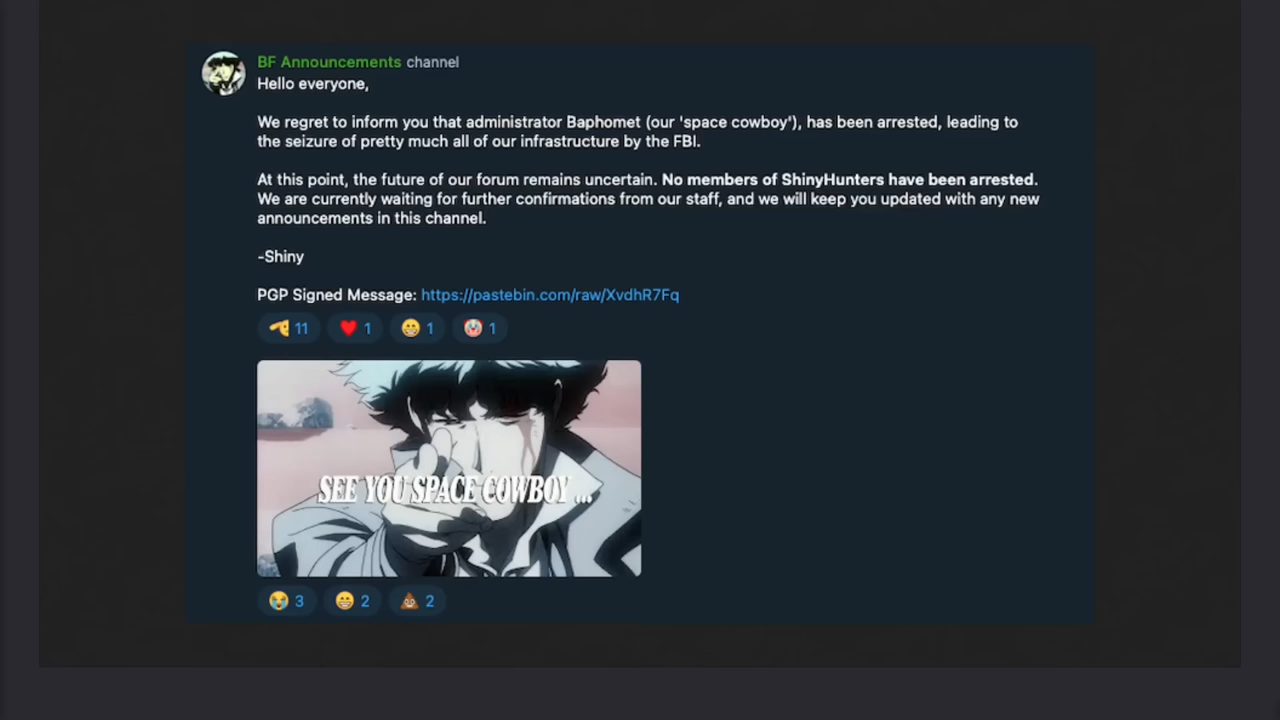 BF Announcements channel
Hello everyone,
We regret to inform you that administrator Baphomet (our 'space cowboy'), has been arrested, leading to
the seizure of pretty much all of our infrastructure by the FBI.
At this point, the future of our forum remains uncertain. No members of ShinyHunters have been arrested.
We are currently waiting for further confirmations from our staff, and we will keep you updated with any new
announcements in this channel.
-Shiny
PGP Signed Message: https://pastebin.com/raw/XvdhR7Fq
11 1 1 1
SEE YOU SPACE COWBOY ...
3 2 2